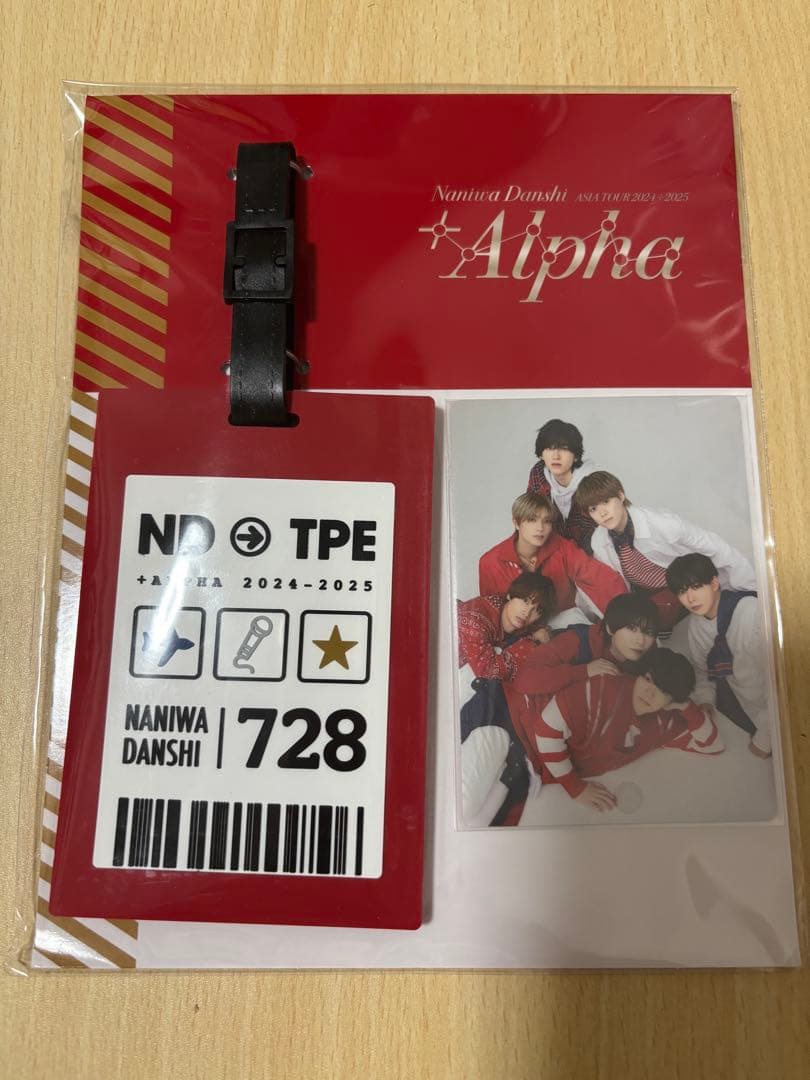 Naniwa Danshi ASIA TOUR 2024+2025
+Alpha
ND → TPE
+ALPHA 2024-2025
NANIWA DANSHI | 728